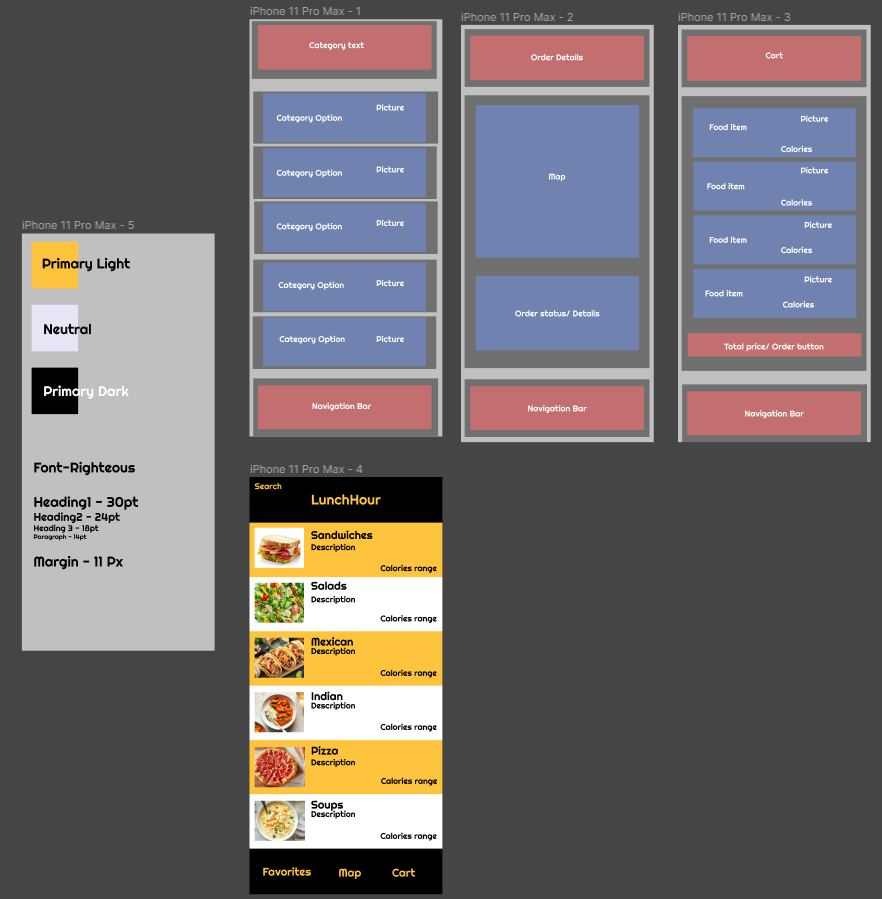 iPhone 11 Pro Max - 1
Category text
Category Option
Picture
Category Option
Picture
Category Option
Picture
Category Option
Picture
Category Option
Picture
Navigation Bar
iPhone 11 Pro Max - 2
Order Details
Map
Order status/ Details
Navigation Bar
iPhone 11 Pro Max - 3
Cart
Food item
Picture
Calories
Food item
Picture
Calories
Food item
Picture
Calories
Food item
Picture
Calories
Total price/ Order button
Navigation Bar
iPhone 11 Pro Max - 5
Primary Light
Neutral
Primary Dark
Font-Righteous
Heading1 - 30pt
Heading2 - 24pt
Heading 3 - 18pt
Paragraph - 14pt
Margin - 11 Px
iPhone 11 Pro Max - 4
Search
LunchHour
Sandwiches
Description
Calories range
Salads
Description
Calories range
Mexican
Description
Calories range
Indian
Description
Calories range
Pizza
Description
Calories range
Soups
Description
Calories range
Favorites Map Cart